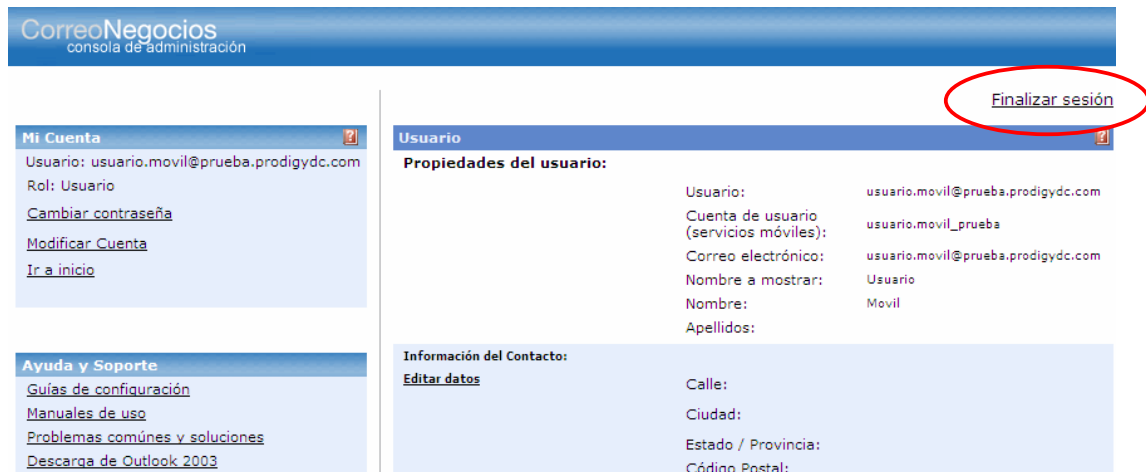 CorreoNegocios
consola de administración
Finalizar sesión
Mi Cuenta
Usuario: usuario.movil@prueba.prodigydc.com
Rol: Usuario
Cambiar contraseña
Modificar Cuenta
Ir a inicio
Ayuda y Soporte
Guías de configuración
Manuales de uso
Problemas comúnes y soluciones
Descarga de Outlook 2003
Usuario
Propiedades del usuario:
Usuario: usuario.movil@prueba.prodigydc.com
Cuenta de usuario
(servicios móviles): usuario.movil_prueba
Correo electrónico: usuario.movil@prueba.prodigydc.com
Nombre a mostrar: Usuario
Nombre: Movil
Apellidos:
Información del Contacto:
Editar datos
Calle:
Ciudad:
Estado / Provincia:
Código Postal: